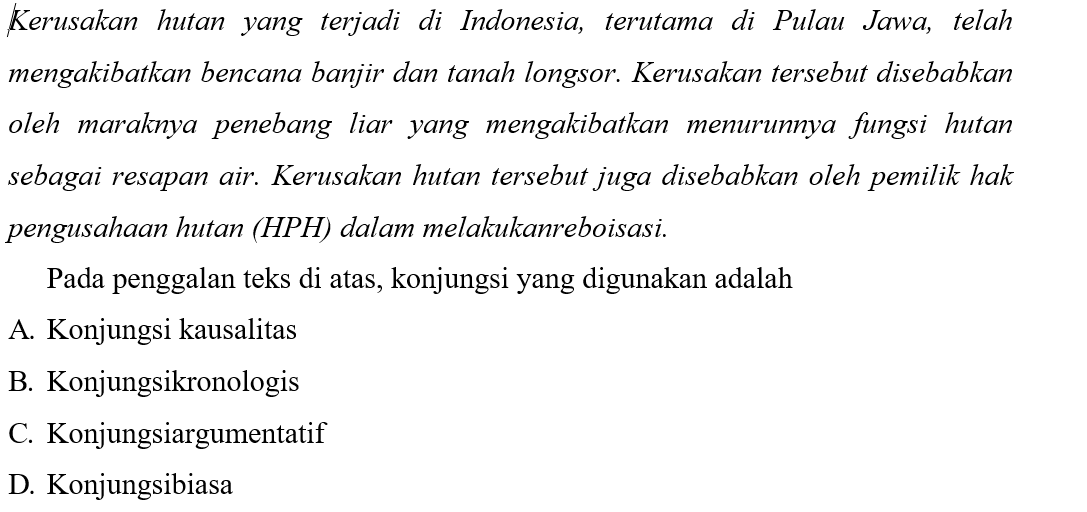 Kerusakan hutan yang terjadi di Indonesia, terutama di Pulau Jawa, telah
mengakibatkan bencana banjir dan tanah longsor. Kerusakan tersebut disebabkan
oleh maraknya penebang liar yang mengakibatkan menurunnya fungsi hutan
sebagai resapan air. Kerusakan hutan tersebut juga disebabkan oleh pemilik hak
pengusahaan hutan (HPH) dalam melakukanreboisasi.
Pada penggalan teks di atas, konjungsi yang digunakan adalah
A. Konjungsi kausalitas
B. Konjungsikronologis
C. Konjungsiargumentatif
D. Konjungsibiasa